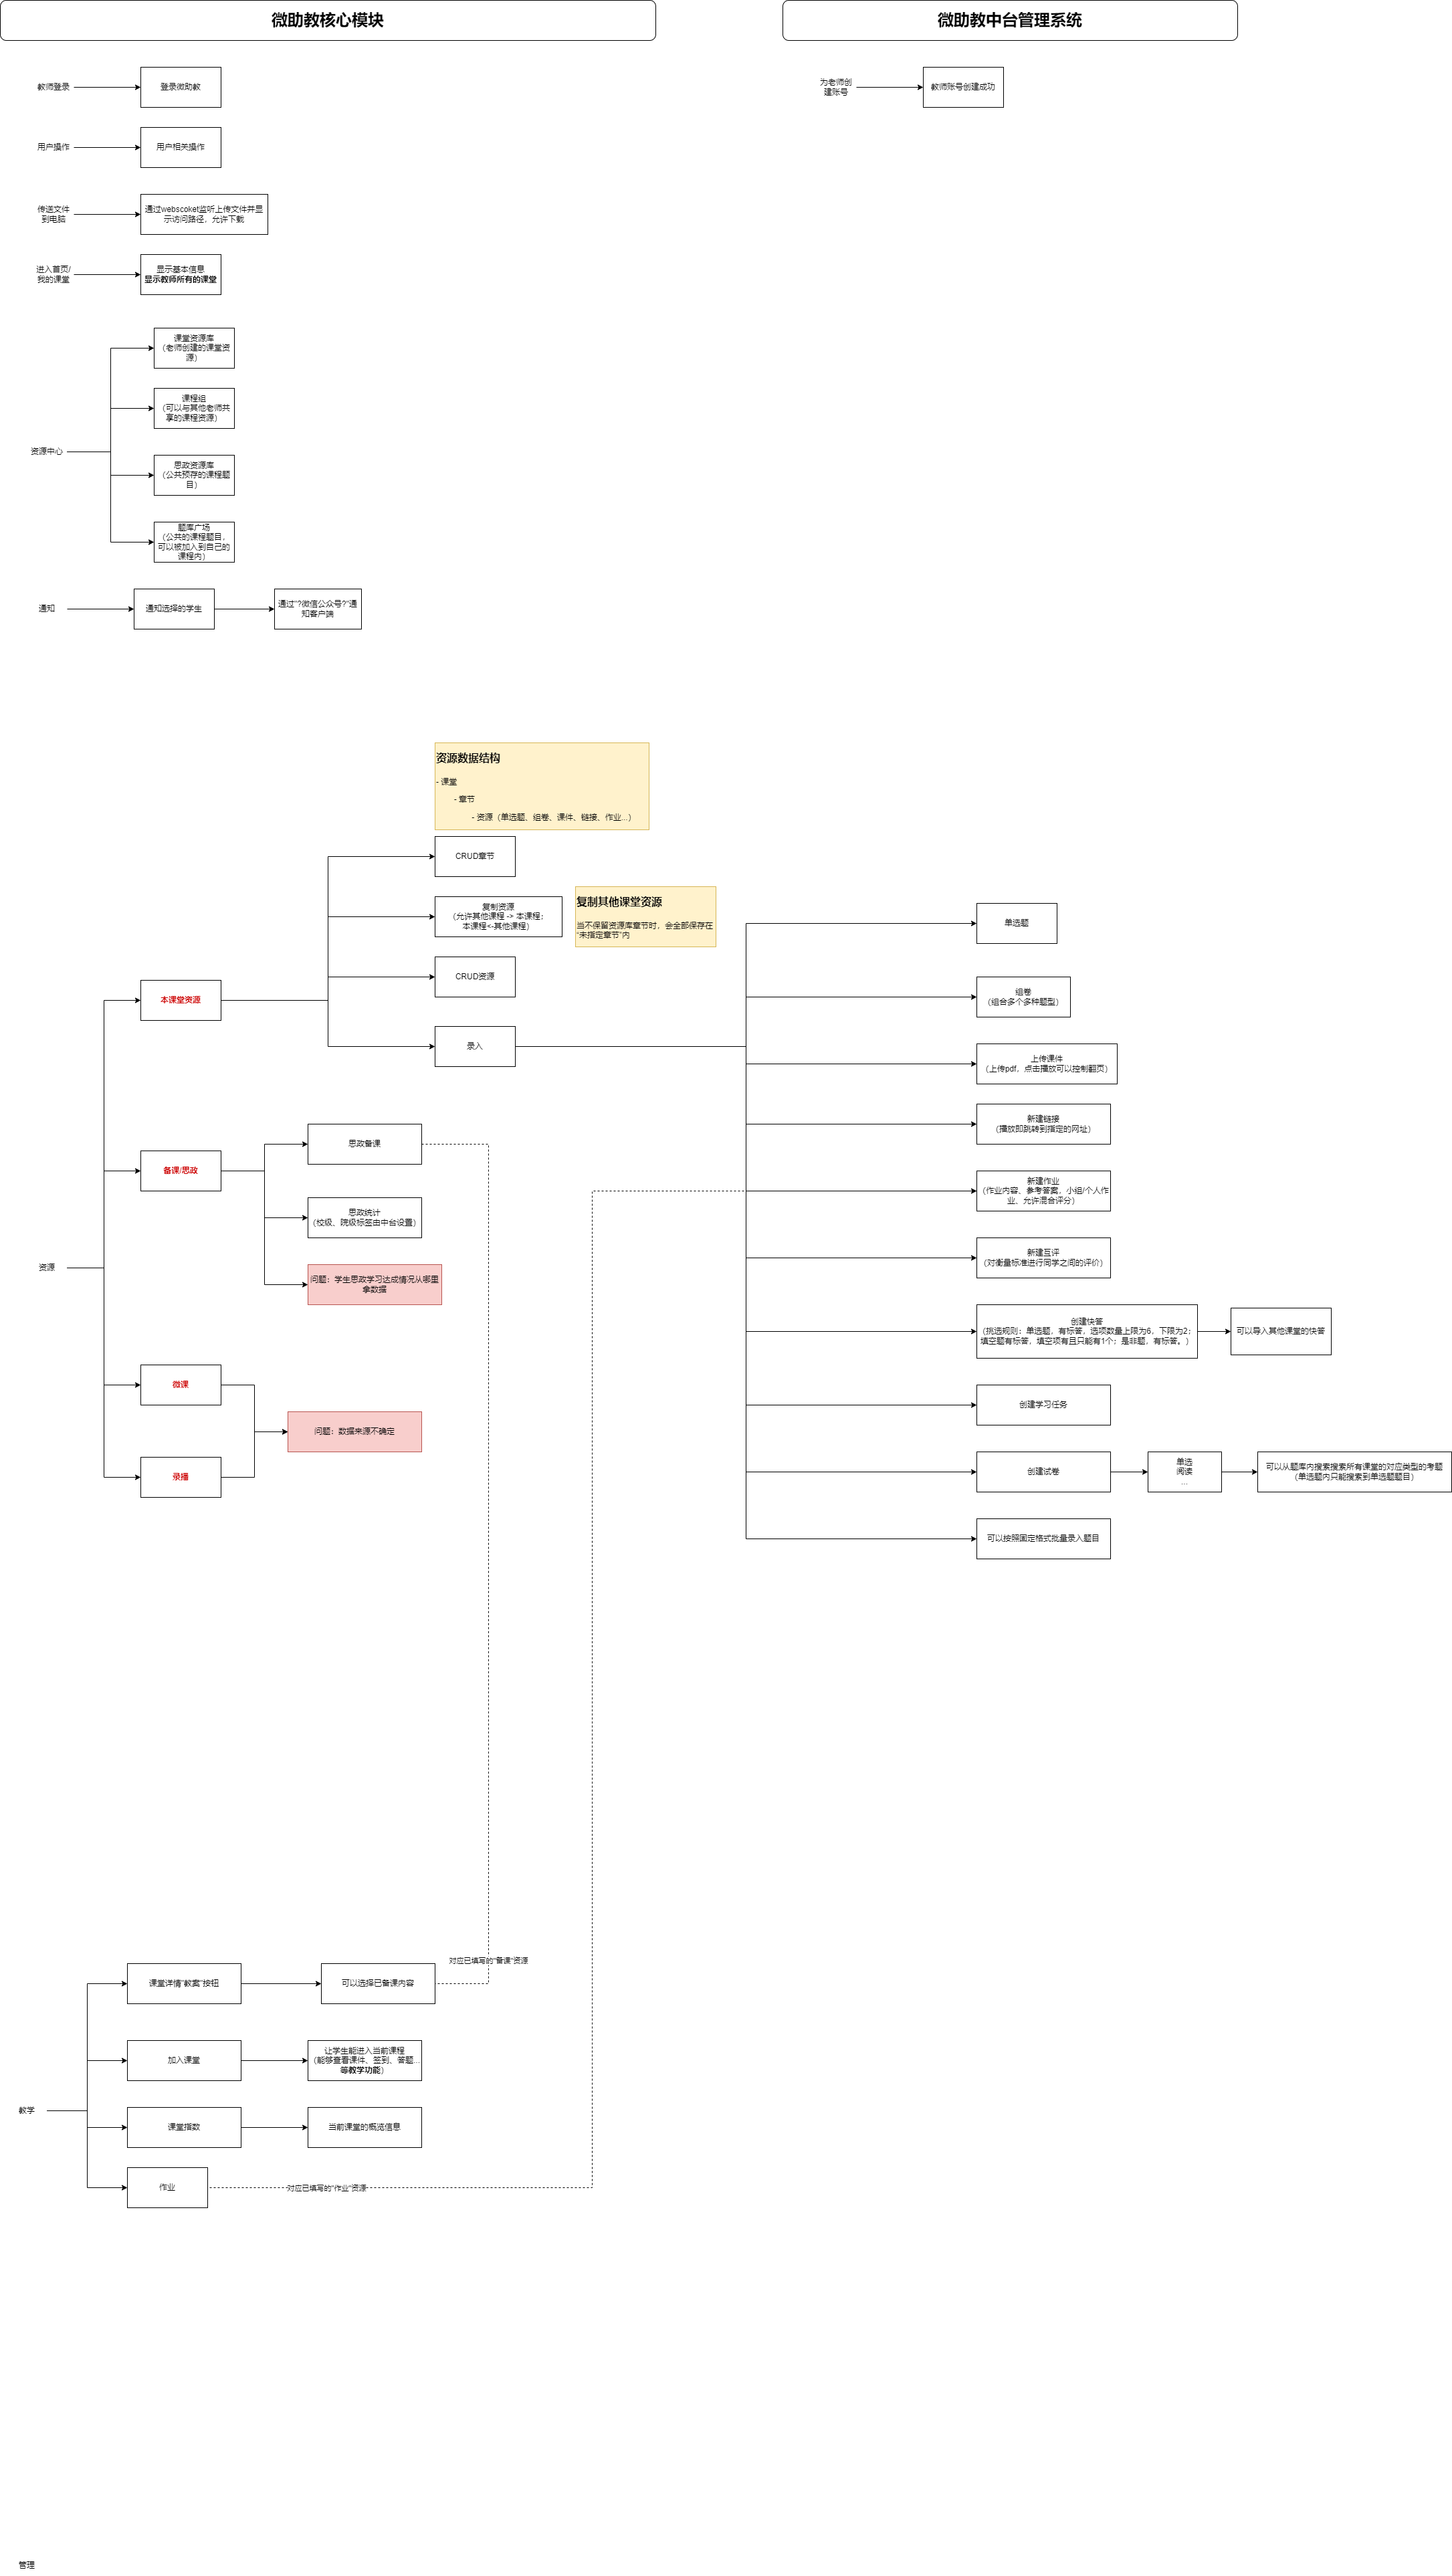 微助教核心模块
微助教中台管理系统
教师登录
登录微助教
为老师创
建账号
教师账号创建成功
用户操作
用户相关操作
传送文件
到电脑
通过webscoket监听上传文件并显
示访问路径，允许下载
进入首页/
我的课堂
显示基本信息
显示教师所有的课堂
资源中心
课堂资源库
（老师创建的课堂资
源）
课程组
（可以与其他老师共
享的课程资源）
思政资源库
（公共预存的课程题
目）
题库广场
（公共的课程题目，
可以被加入到自己的
课程内）
通知
通知选择的学生
通过"?微信公众号?"通
知客户端
资源数据结构
- 课堂
- 章节
- 资源（单选题、组卷、课件、链接、作业...）
CRUD章节
复制资源
（允许其他课程 -> 本课程；
本课程<-其他课程）
复制其他课堂资源
当不保留资源库章节时，会全部保存在
"未指定章节"内
CRUD资源
录入
资源
本课堂资源
备课/思政
思政备课
思政统计
（校级、院级标签由中台设置）
问题：学生思政学习达成情况从哪里
拿数据
微课
录播
问题：数据来源不确定
单选题
组卷
（组合多个多种题型）
上传课件
（上传pdf，点击播放可以控制翻页）
新建链接
（播放即跳转到指定的网址）
新建作业
（作业内容、参考答案，小组/个人作
业、允许混合评分）
新建互评
（对衡量标准进行同学之间的评价）
创建快答
（挑选规则：单选题，有标答，选项数量上限为6，下限为2；
填空题有标答，填空项有且只能有1个；是非题，有标答。）
可以导入其他课堂的快答
创建学习任务
创建试卷
单选
阅读
...
可以从题库内搜索搜索所有课堂的对应类型的考题
（单选题内只能搜索到单选题题目）
可以按照固定格式批量录入题目
教学
课堂详情"教案"按钮
可以选择已备课内容
对应已填写的"备课"资源
加入课堂
让学生能进入当前课程
（能够查看课件、签到、答题...
等教学功能）
课堂指数
当前课堂的概览信息
作业
对应已填写的"作业"资源
管理